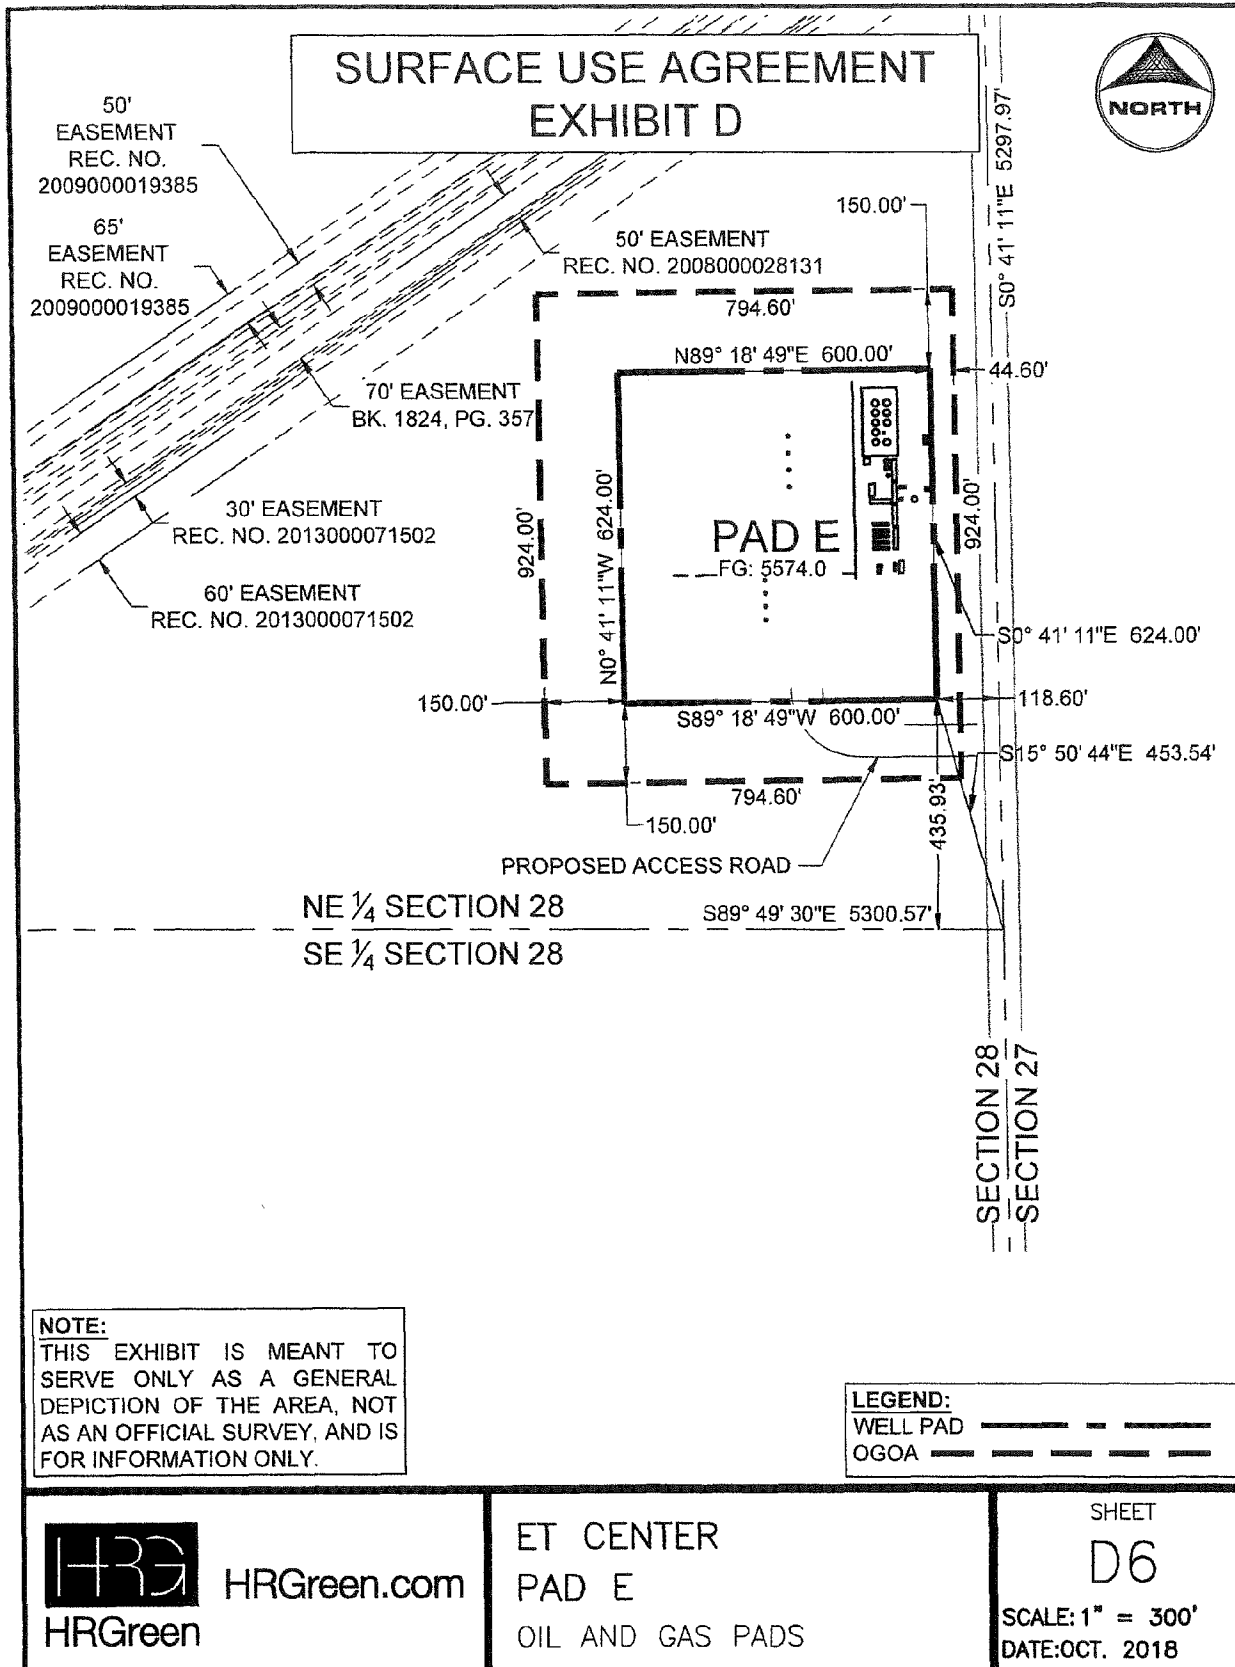 SURFACE USE AGREEMENT
EXHIBIT D
NORTH
50'
EASEMENT
REC. NO.
2009000019385
65'
EASEMENT
REC. NO.
2009000019385
50' EASEMENT
REC. NO. 2008000028131
70' EASEMENT
BK. 1824, PG. 357
30' EASEMENT
REC. NO. 2013000071502
60' EASEMENT
REC. NO. 2013000071502
150.00'
S0° 41' 11"E 5297.97'
794.60'
N89° 18' 49"E 600.00'
44.60'
924.00'
N0° 41' 11"W 624.00'
PAD E
FG: 5574.0
924.00'
S0° 41' 11"E 624.00'
150.00'
S89° 18' 49"W 600.00'
118.60'
S15° 50' 44"E 453.54'
794.60'
150.00'
435.93'
PROPOSED ACCESS ROAD
NE ¼ SECTION 28
S89° 49' 30"E 5300.57'
SE ¼ SECTION 28
SECTION 28
SECTION 27
NOTE:
THIS EXHIBIT IS MEANT TO
SERVE ONLY AS A GENERAL
DEPICTION OF THE AREA, NOT
AS AN OFFICIAL SURVEY, AND IS
FOR INFORMATION ONLY.
LEGEND:
WELL PAD
OGOA
HRG
HRGreen
HRGreen.com
ET CENTER
PAD E
OIL AND GAS PADS
SHEET
D6
SCALE: 1" = 300'
DATE:OCT. 2018